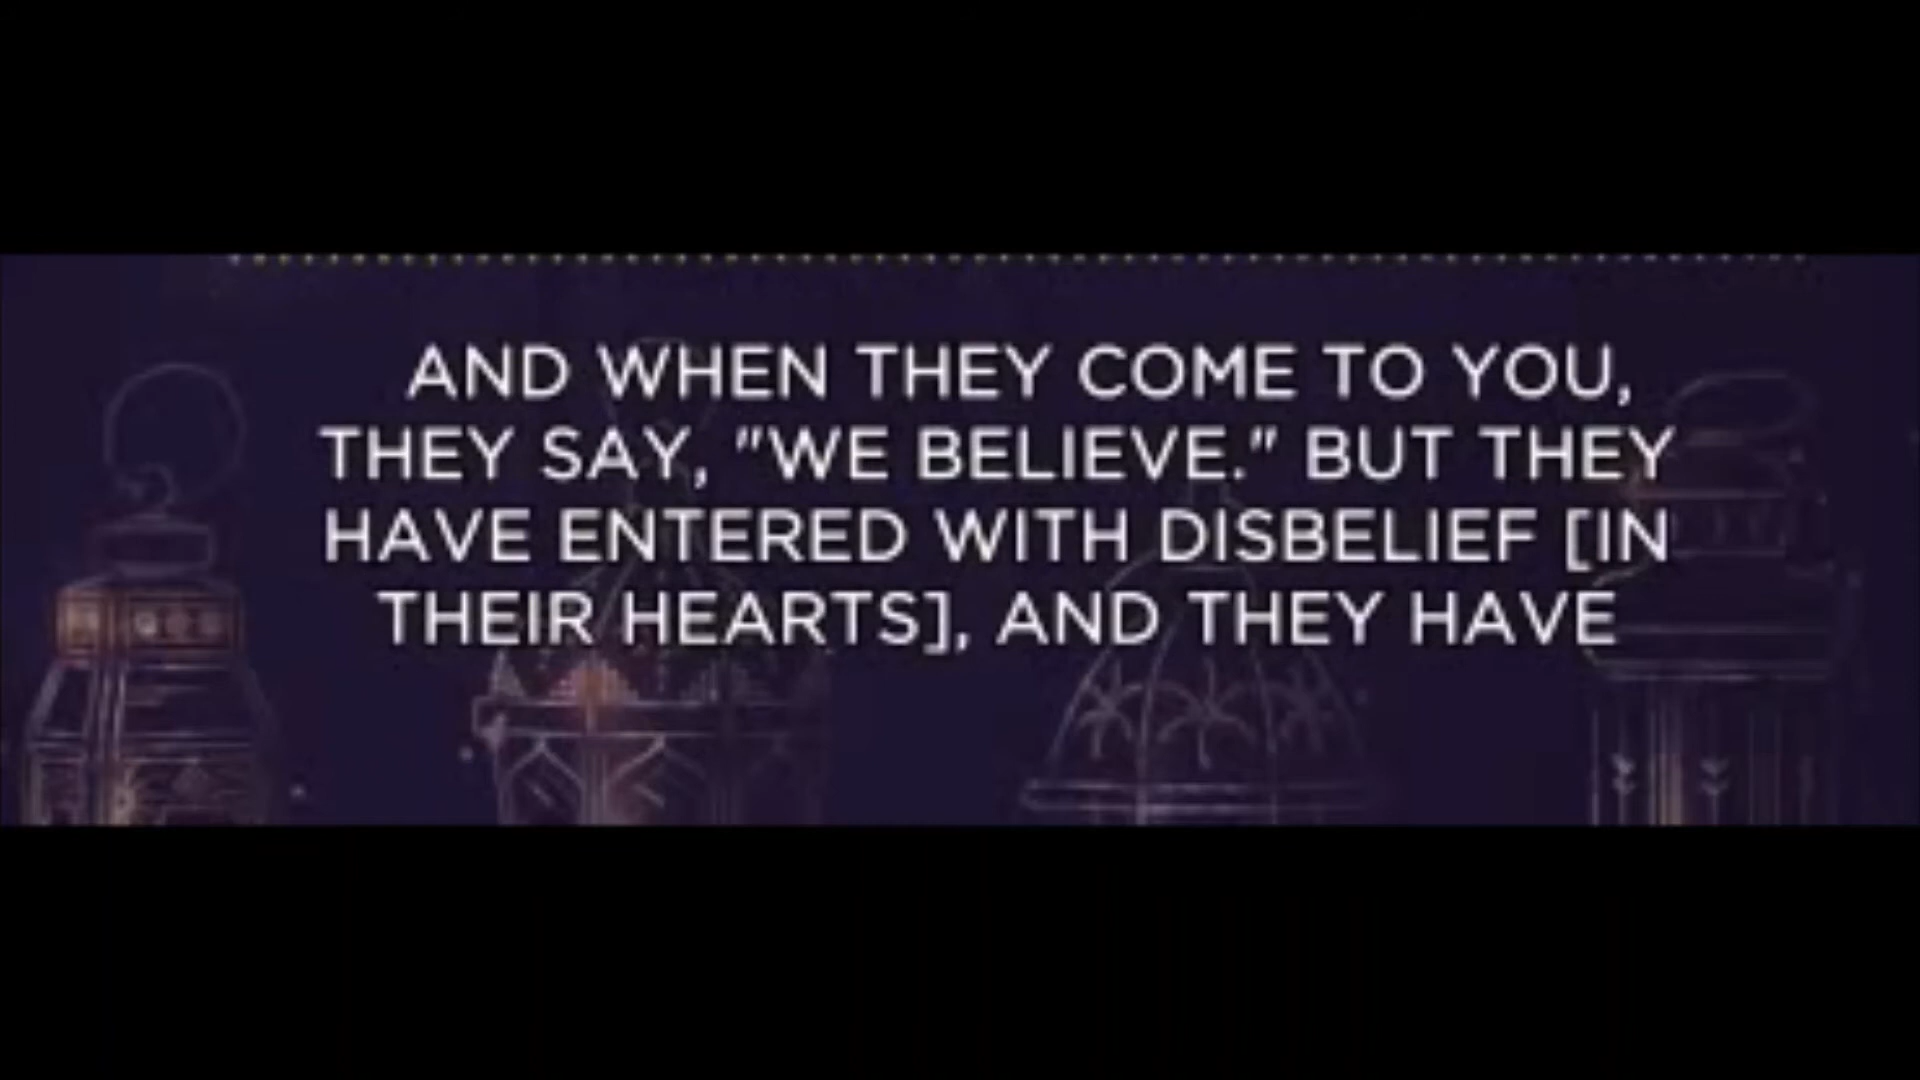 AND WHEN THEY COME TO YOU,
THEY SAY, "WE BELIEVE." BUT THEY
HAVE ENTERED WITH DISBELIEF [IN
THEIR HEARTS], AND THEY HAVE